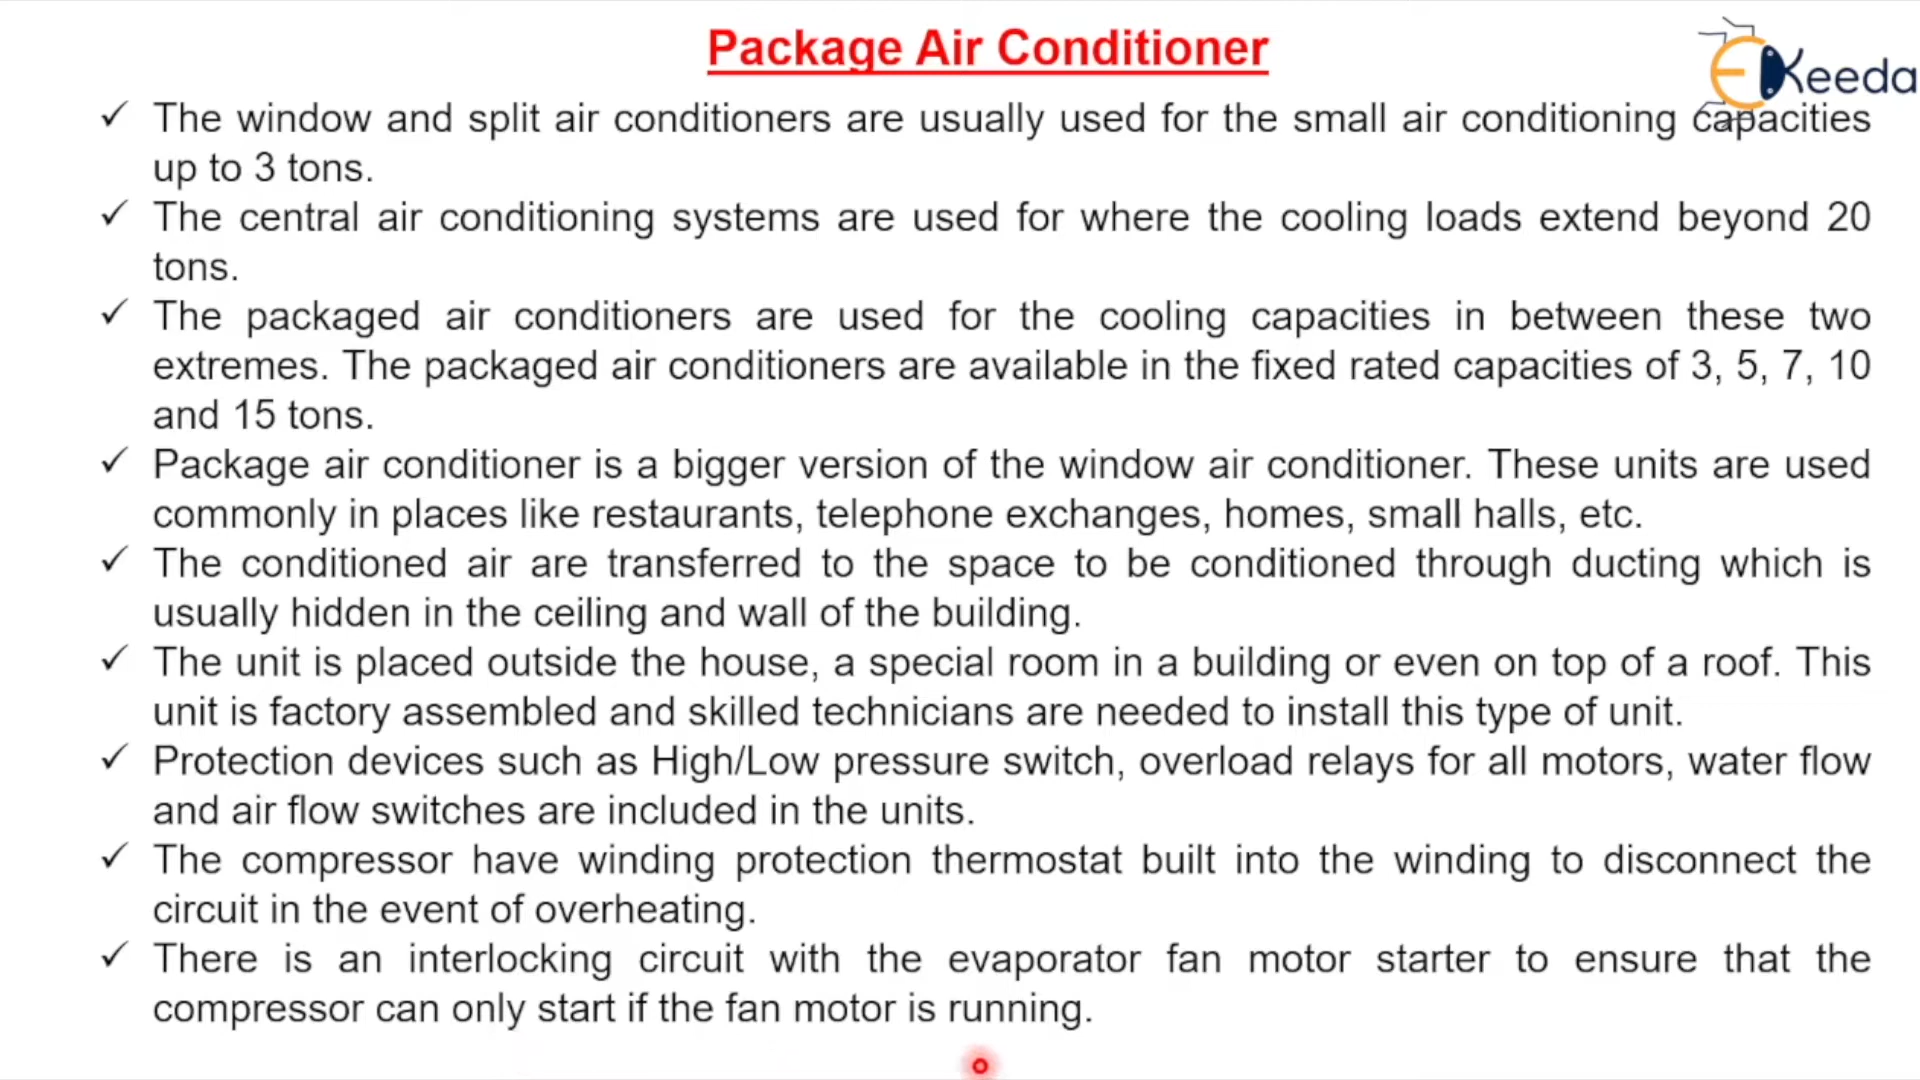 Package Air Conditioner
EKeeda
✓ The window and split air conditioners are usually used for the small air conditioning capacities
up to 3 tons.
✓ The central air conditioning systems are used for where the cooling loads extend beyond 20
tons.
✓ The packaged air conditioners are used for the cooling capacities in between these two
extremes. The packaged air conditioners are available in the fixed rated capacities of 3, 5, 7, 10
and 15 tons.
✓ Package air conditioner is a bigger version of the window air conditioner. These units are used
commonly in places like restaurants, telephone exchanges, homes, small halls, etc.
✓ The conditioned air are transferred to the space to be conditioned through ducting which is
usually hidden in the ceiling and wall of the building.
✓ The unit is placed outside the house, a special room in a building or even on top of a roof. This
unit is factory assembled and skilled technicians are needed to install this type of unit.
✓ Protection devices such as High/Low pressure switch, overload relays for all motors, water flow
and air flow switches are included in the units.
✓ The compressor have winding protection thermostat built into the winding to disconnect the
circuit in the event of overheating.
✓ There is an interlocking circuit with the evaporator fan motor starter to ensure that the
compressor can only start if the fan motor is running.